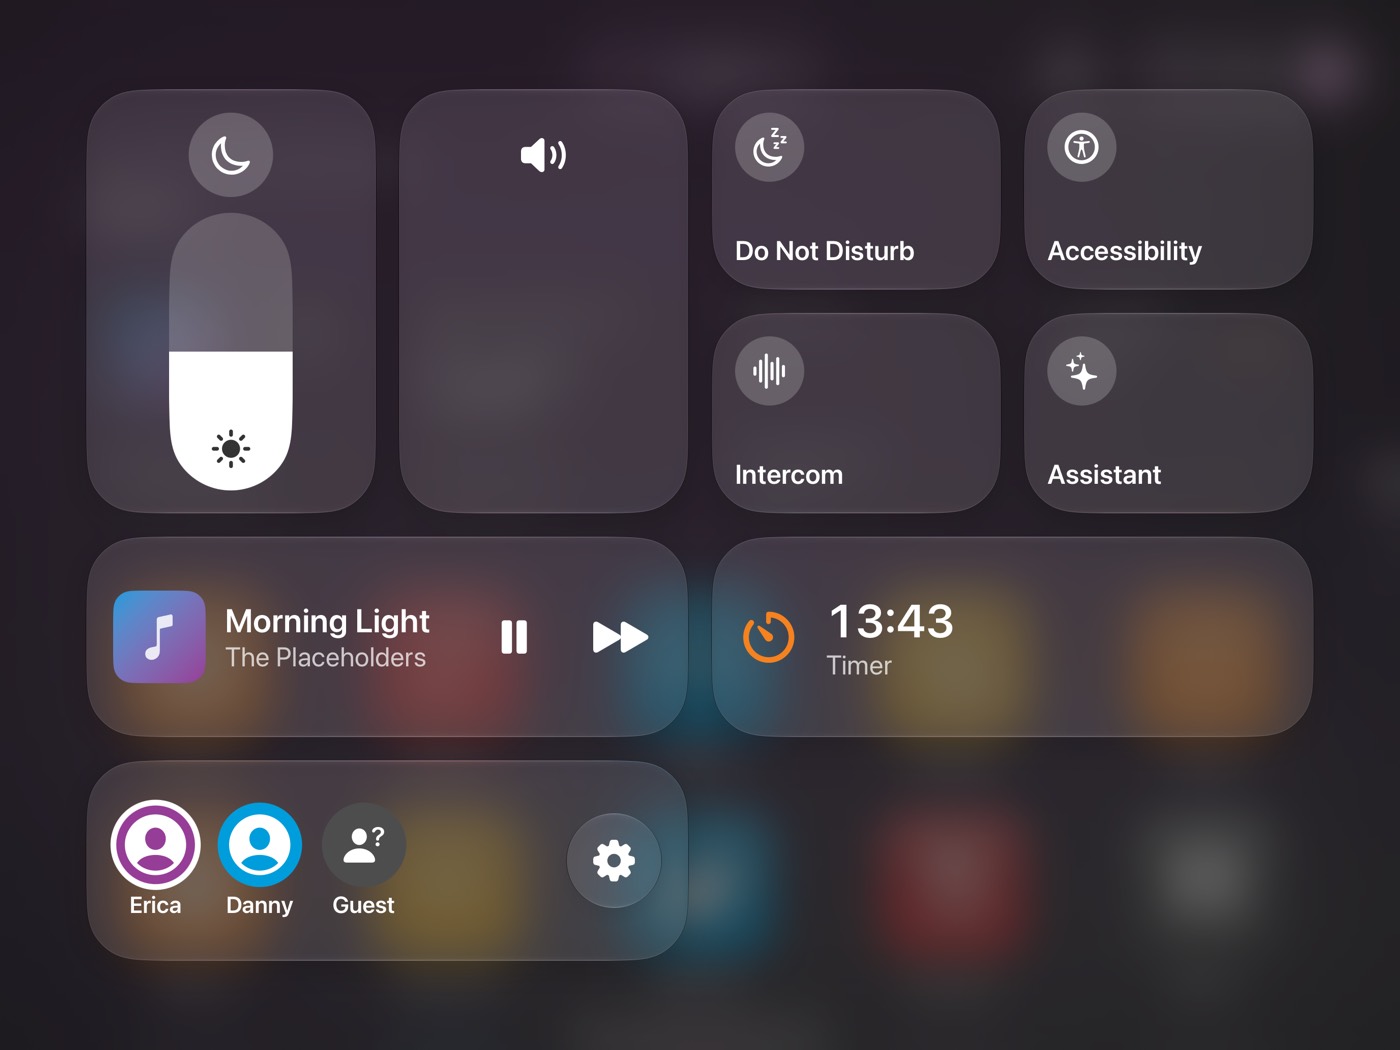 Do Not Disturb
Accessibility
Intercom
Assistant
Morning Light
The Placeholders
13:43
Timer
Erica
Danny
Guest